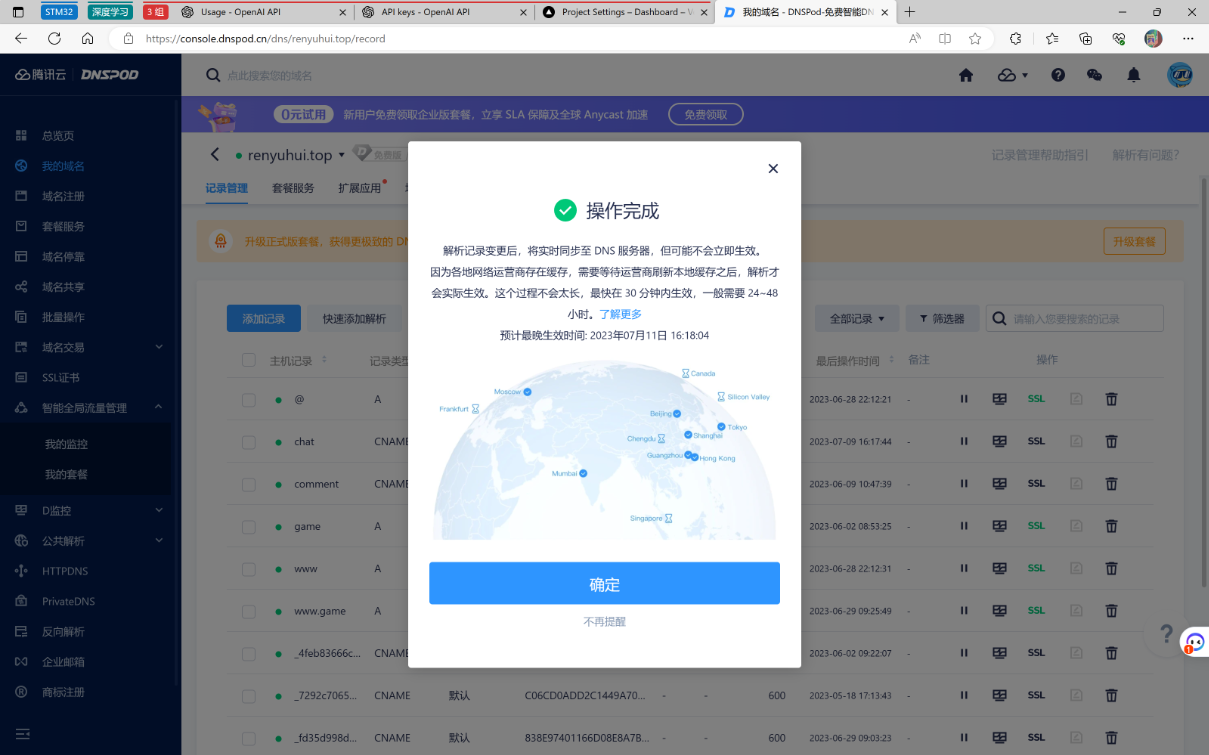 STM32
深度学习
3 组
Usage - OpenAI API
API keys - OpenAI API
Project Settings – Dashboard –
我的域名 - DNSPod-免费智能DN
https://console.dnspod.cn/dns/renyuhui.top/record
腾讯云
DNSPOD
点此搜索您的域名
0元试用
新用户免费领取企业版套餐，立享 SLA 保障及全球 Anycast 加速
免费领取
总览页
我的域名
域名注册
套餐服务
域名停靠
域名共享
批量操作
域名交易
SSL证书
智能全局流量管理
我的监控
我的套餐
D监控
公共解析
HTTPDNS
PrivateDNS
反向解析
企业邮箱
商标注册
renyuhui.top
免费版
记录管理帮助指引
解析有问题？
记录管理
套餐服务
扩展应用
升级正式版套餐，获得更极致的 DN
升级套餐
添加记录
快速添加解析
全部记录
筛选器
请输入您要搜索的记录
主机记录
记录类型
最后操作时间
备注
操作
@ A 2023-06-28 22:12:21 - SSL
chat CNAME 2023-07-09 16:17:44 - SSL
comment CNAME 2023-06-09 10:47:39 - SSL
game A 2023-06-02 08:53:25 - SSL
www A 2023-06-28 22:12:31 - SSL
www.game A 2023-06-29 09:25:49 - SSL
_4feb83666c... CNAME 2023-06-02 09:22:07 - SSL
_7292c7065... CNAME 默认 C06CD0ADD2C1449A70... - - 600 2023-05-18 17:13:43 - SSL
_fd35d998d... CNAME 默认 838E97401166D08E8A7B... - - 600 2023-06-29 09:03:23 - SSL
操作完成
解析记录变更后，将实时同步至 DNS 服务器，但可能不会立即生效。
因为各地网络运营商存在缓存，需要等待运营商刷新本地缓存之后，解析才
会实际生效。这个过程不会太长，最快在 30 分钟内生效，一般需要 24~48
小时。了解更多
预计最晚生效时间: 2023年07月11日 16:18:04
Canada
Moscow
Silicon Valley
Frankfurt
Beijing
Tokyo
Chengdu
Shanghai
Guangzhou
Hong Kong
Mumbai
Singapore
确定
不再提醒
?
1